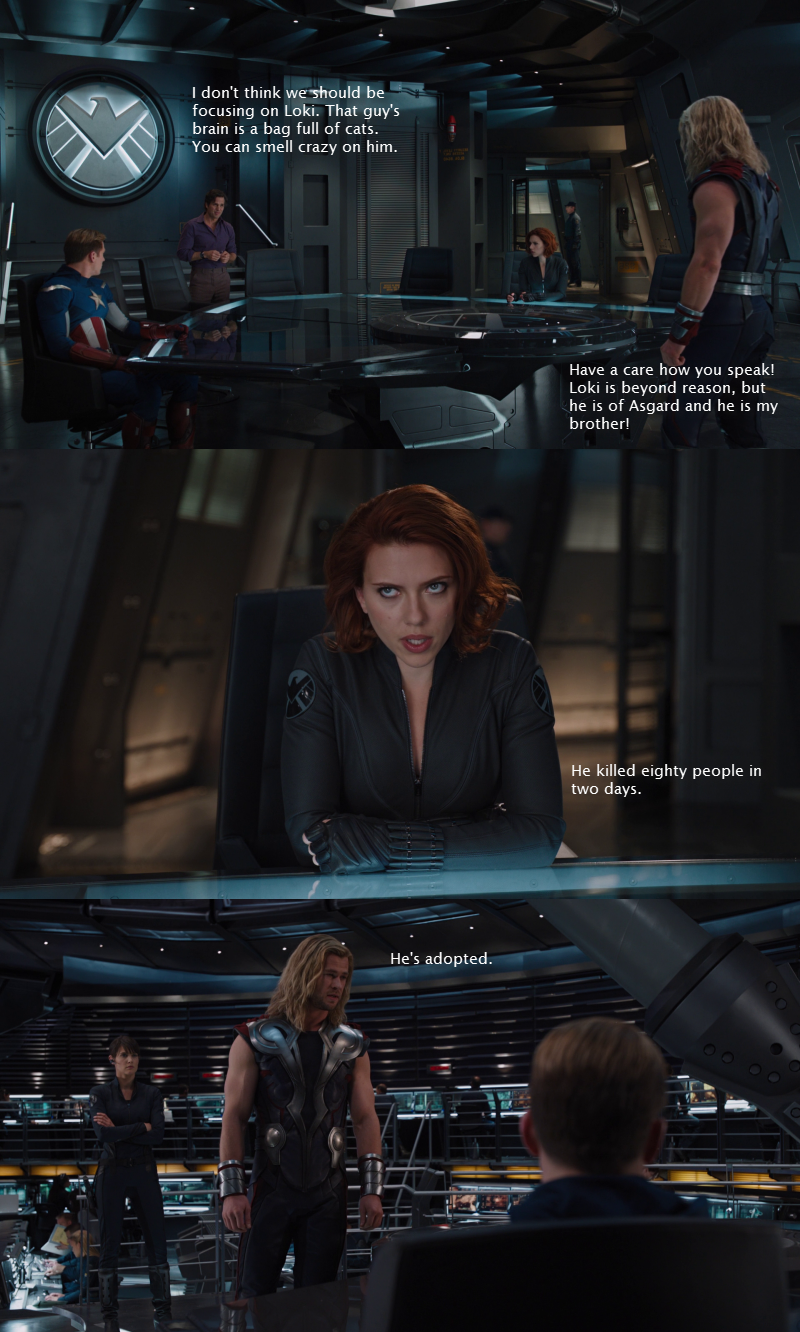 I don't think we should be
focusing on Loki. That guy's
brain is a bag full of cats.
You can smell crazy on him.
Have a care how you speak!
Loki is beyond reason, but
he is of Asgard and he is my
brother!
He killed eighty people in
two days.
He's adopted.